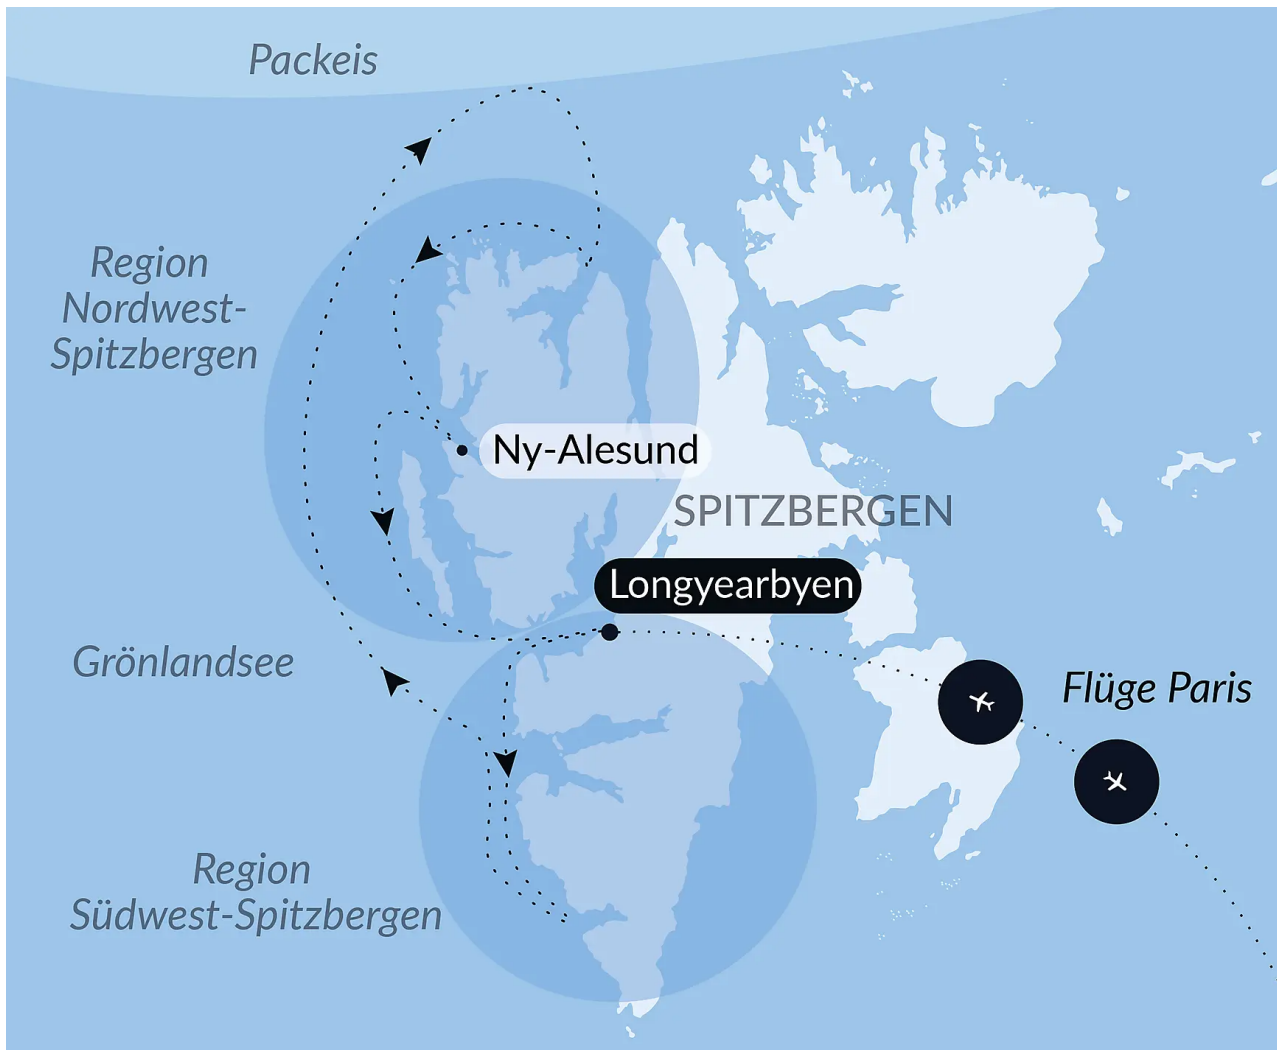 Packeis
Region
Nordwest-
Spitzbergen
Ny-Alesund
SPITZBERGEN
Longyearbyen
Grönlandsee
Flüge Paris
Region
Südwest-Spitzbergen